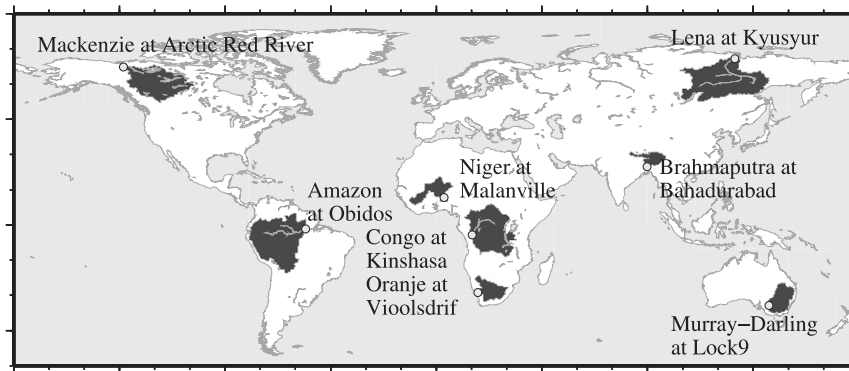 Mackenzie at Arctic Red River
Lena at Kyusyur
Niger at
Malanville
Brahmaputra at
Bahadurabad
Amazon
at Obidos
Congo at
Kinshasa
Oranje at
Vioolsdrif
Murray−Darling
at Lock9